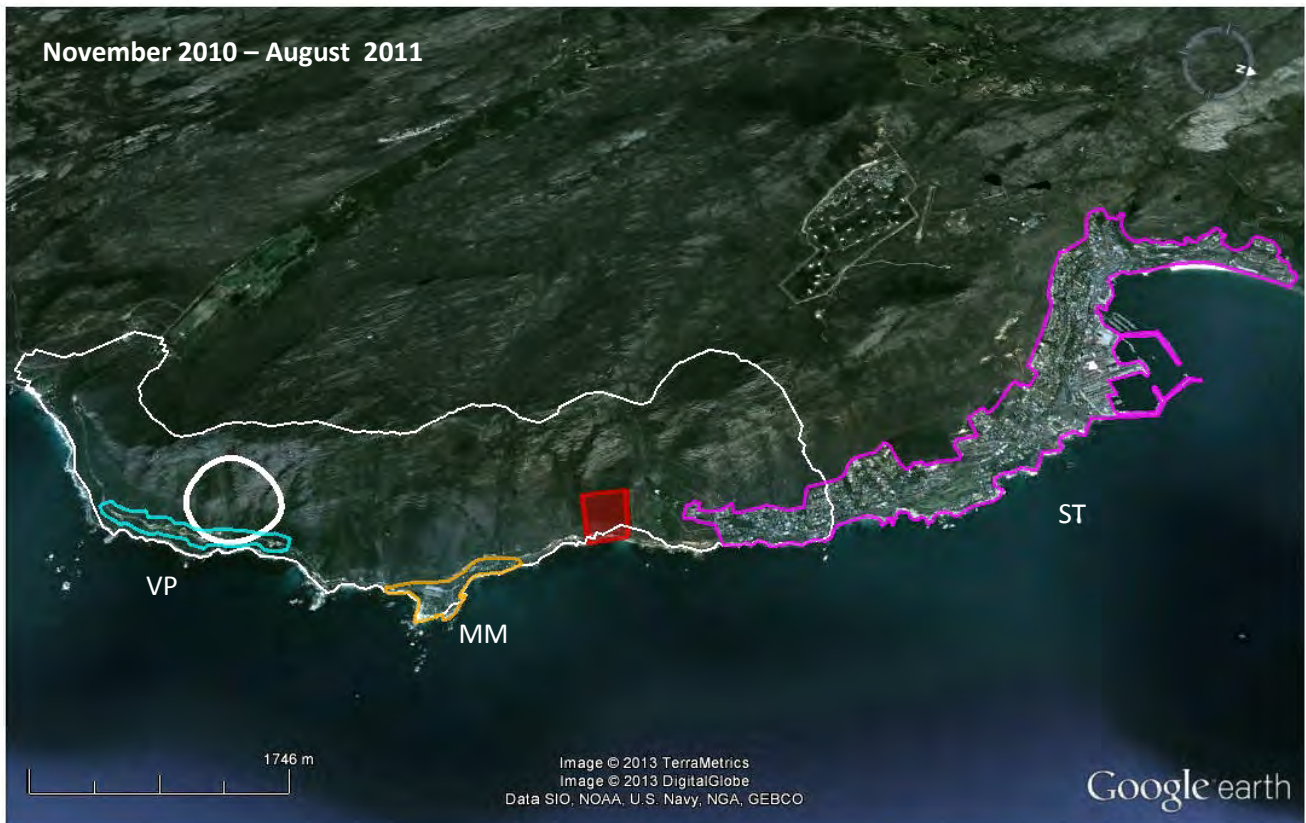 November 2010 – August 2011
N
ST
VP
MM
1746 m
Image © 2013 TerraMetrics
Image © 2013 DigitalGlobe
Data SIO, NOAA, U.S. Navy, NGA, GEBCO
Google earth